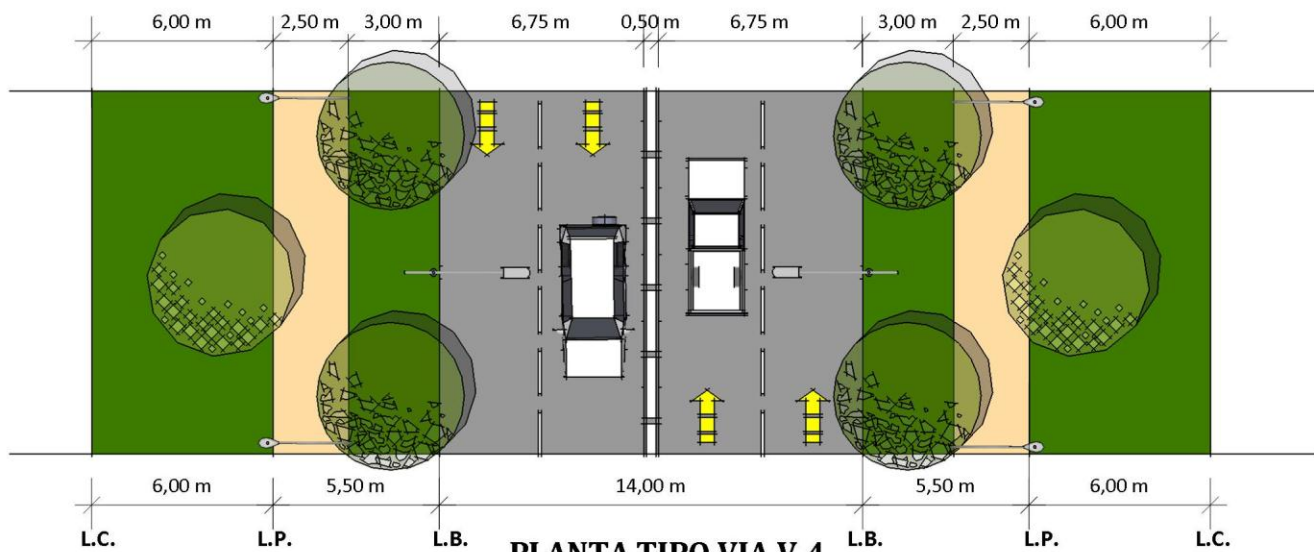 6,00 m 2,50 m 3,00 m 6,75 m 0,50 m 6,75 m 3,00 m 2,50 m 6,00 m
6,00 m 5,50 m 14,00 m 5,50 m 6,00 m
L.C. L.P. L.B. L.B. L.P. L.C.
PLANTA TIPO VIA V-4